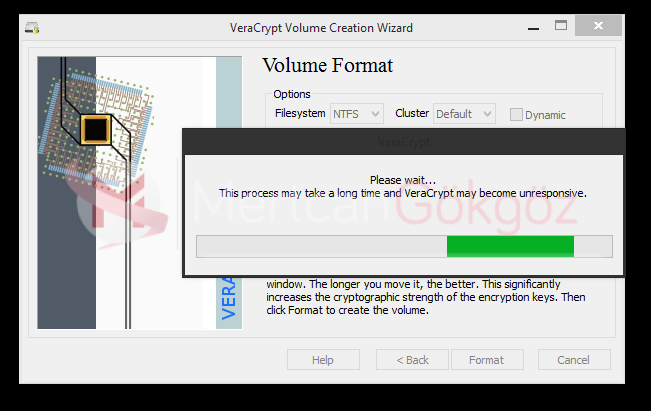 VeraCrypt Volume Creation Wizard
Volume Format
Options
Filesystem NTFS Cluster Default Dynamic
VeraCrypt
Please wait...
This process may take a long time and VeraCrypt may become unresponsive.
MertcanGökgöz
window. The longer you move it, the better. This significantly
increases the cryptographic strength of the encryption keys. Then
click Format to create the volume.
VERA
Help < Back Format Cancel